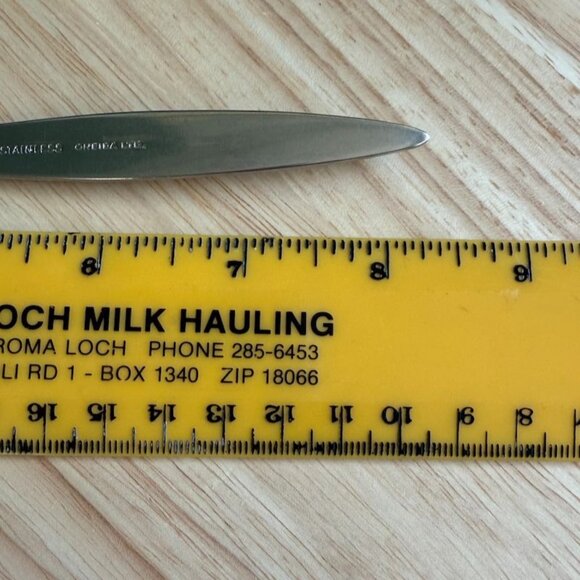 STAINLESS ONEIDA LTD.
6 7 8 9
OCH MILK HAULING
ROMA LOCH PHONE 285-6453
LI RD 1 - BOX 1340 ZIP 18066
16 15 14 13 12 11 10 9 8 7